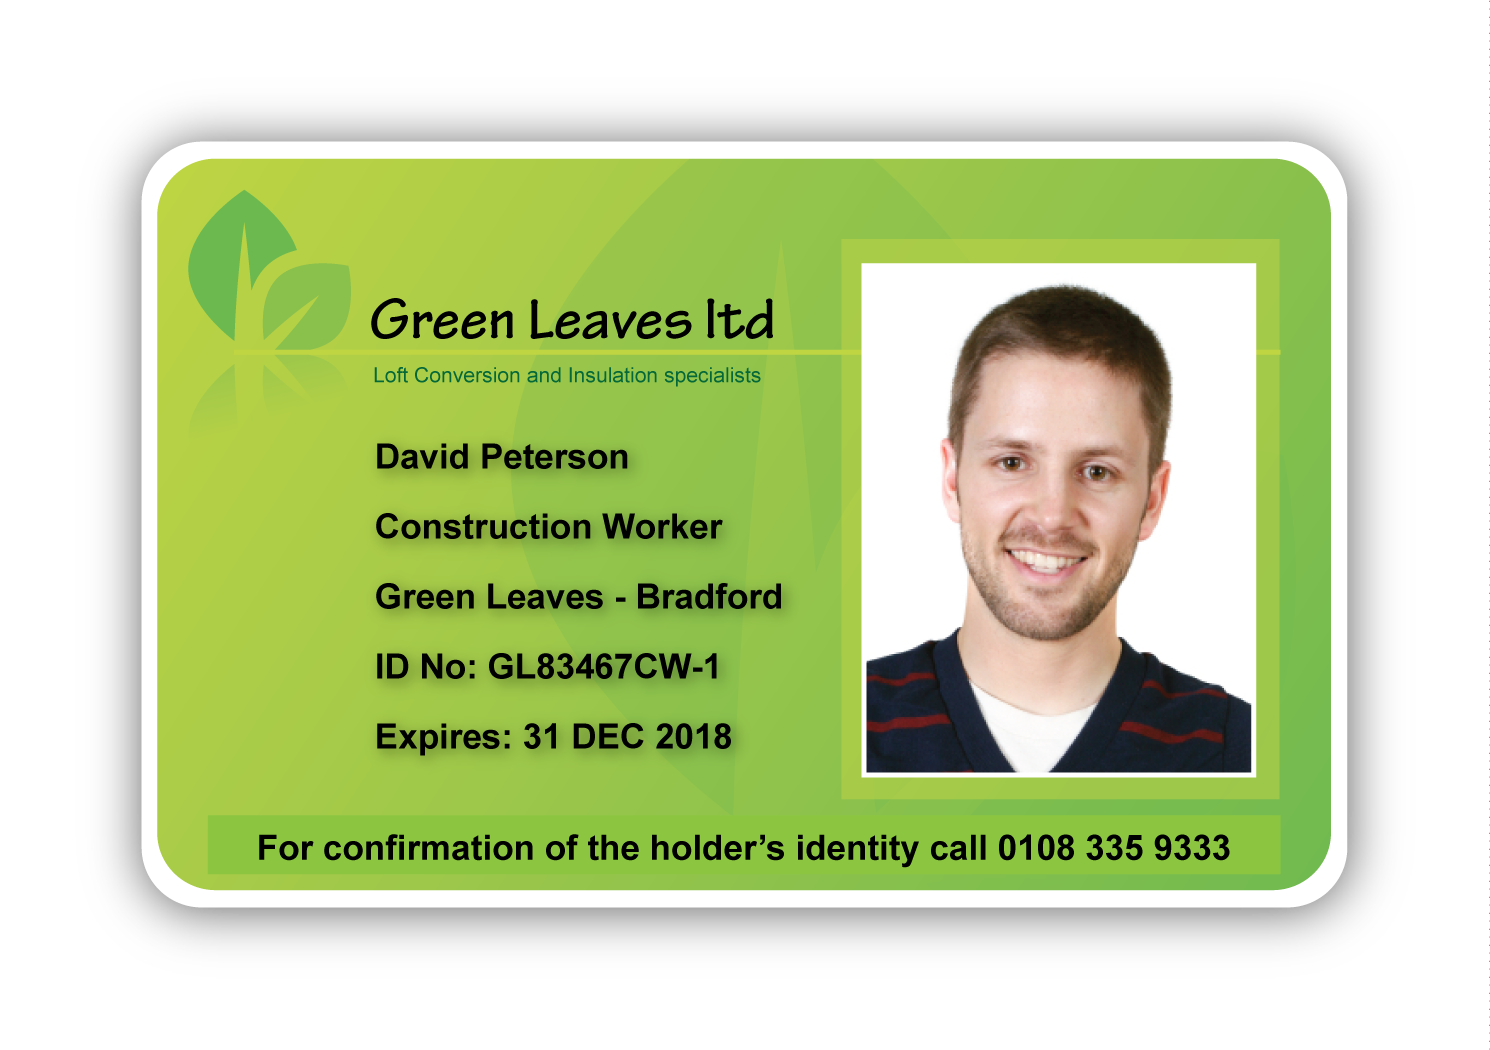 Green Leaves ltd
Loft Conversion and Insulation specialists
David Peterson
Construction Worker
Green Leaves - Bradford
ID No: GL83467CW-1
Expires: 31 DEC 2018
For confirmation of the holder’s identity call 0108 335 9333